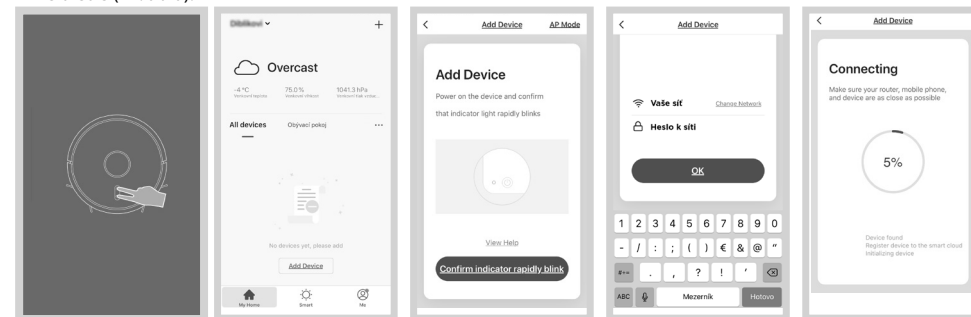 Overcast
-4 °C 75.0 % 1041.3 hPa
Venkovní teplota Venkovní vlhkost
All devices Obývací pokoj ...
No devices yet, please add
Add Device
My Home Smart Me
Add Device AP Mode
Add Device
Power on the device and confirm
that indicator light rapidly blinks
View Help
Confirm indicator rapidly blink
Add Device
Vaše síť Change Network
Heslo k síti
OK
1 2 3 4 5 6 7 8 9 0
- / : ; ( ) € & @ "
#+= . , ? ! '
ABC Mezerník Hotovo
Add Device
Connecting
Make sure your router, mobile phone,
and device are as close as possible
5%
Device found
Register device to the smart cloud
Initializing device